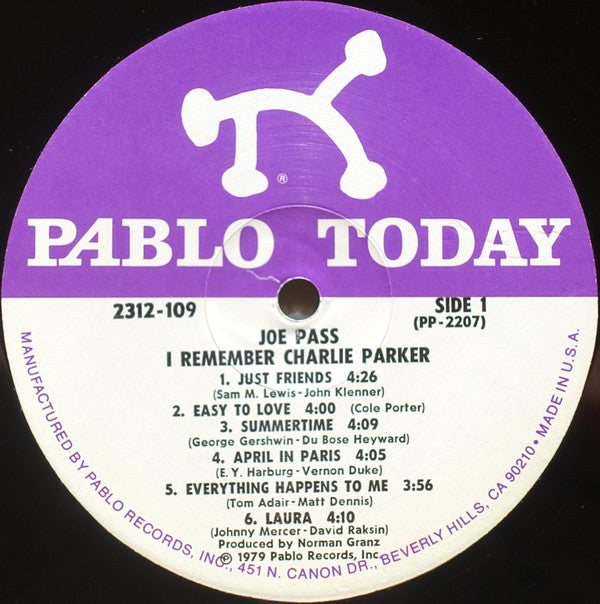 ®
PABLO TODAY
2312-109
SIDE 1
(PP-2207)
JOE PASS
I REMEMBER CHARLIE PARKER
1. JUST FRIENDS 4:26
(Sam M. Lewis-John Klenner)
2. EASY TO LOVE 4:00 (Cole Porter)
3. SUMMERTIME 4:09
(George Gershwin-Du Bose Heyward)
4. APRIL IN PARIS 4:05
(E.Y. Harburg-Vernon Duke)
5. EVERYTHING HAPPENS TO ME 3:56
(Tom Adair-Matt Dennis)
6. LAURA 4:10
(Johnny Mercer-David Raksin)
Produced by Norman Granz
℗ 1979 Pablo Records, Inc.
MANUFACTURED BY PABLO RECORDS, INC., 451 N. CANON DR., BEVERLY HILLS, CA 90210 • MADE IN U.S.A.